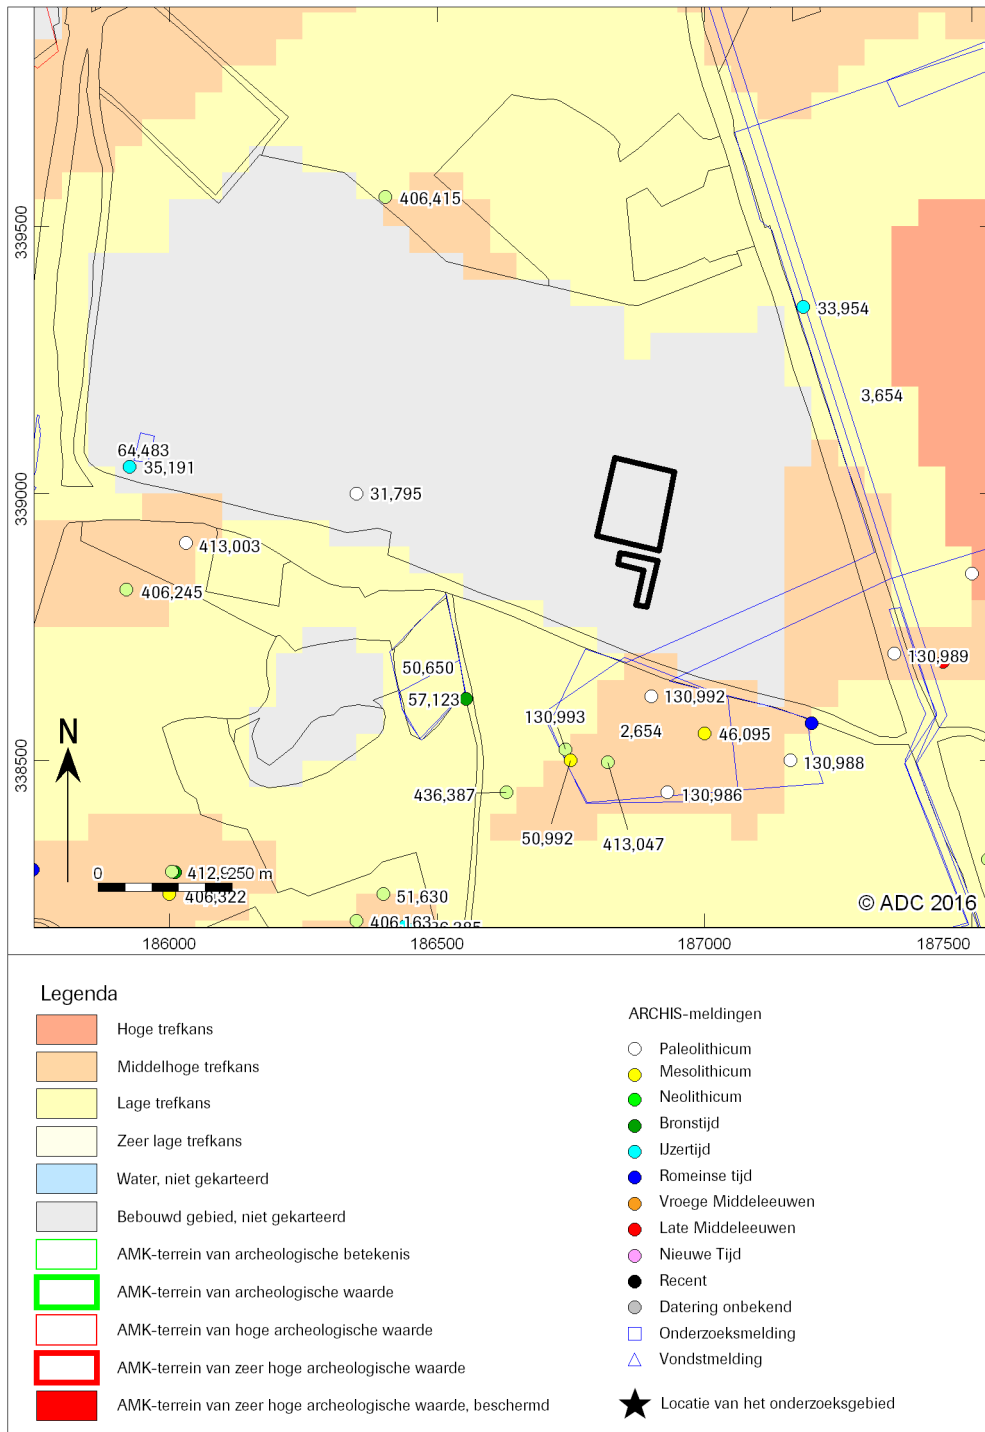 406,415
339500
33,954
3,654
64,483
35,191
31,795
339000
413,003
406,245
130,989
50,650
57,123
130,992
130,993
2,654
46,095
N
338500
130,988
436,387
130,986
50,992
413,047
0
250 m
51,630
406,322
406,163
© ADC 2016
186000
186500
187000
187500
Legenda
Hoge trefkans
Middelhoge trefkans
Lage trefkans
Zeer lage trefkans
Water, niet gekarteerd
Bebouwd gebied, niet gekarteerd
AMK-terrein van archeologische betekenis
AMK-terrein van archeologische waarde
AMK-terrein van hoge archeologische waarde
AMK-terrein van zeer hoge archeologische waarde
AMK-terrein van zeer hoge archeologische waarde, beschermd
ARCHIS-meldingen
Paleolithicum
Mesolithicum
Neolithicum
Bronstijd
IJzertijd
Romeinse tijd
Vroege Middeleeuwen
Late Middeleeuwen
Nieuwe Tijd
Recent
Datering onbekend
Onderzoeksmelding
Vondstmelding
Locatie van het onderzoeksgebied